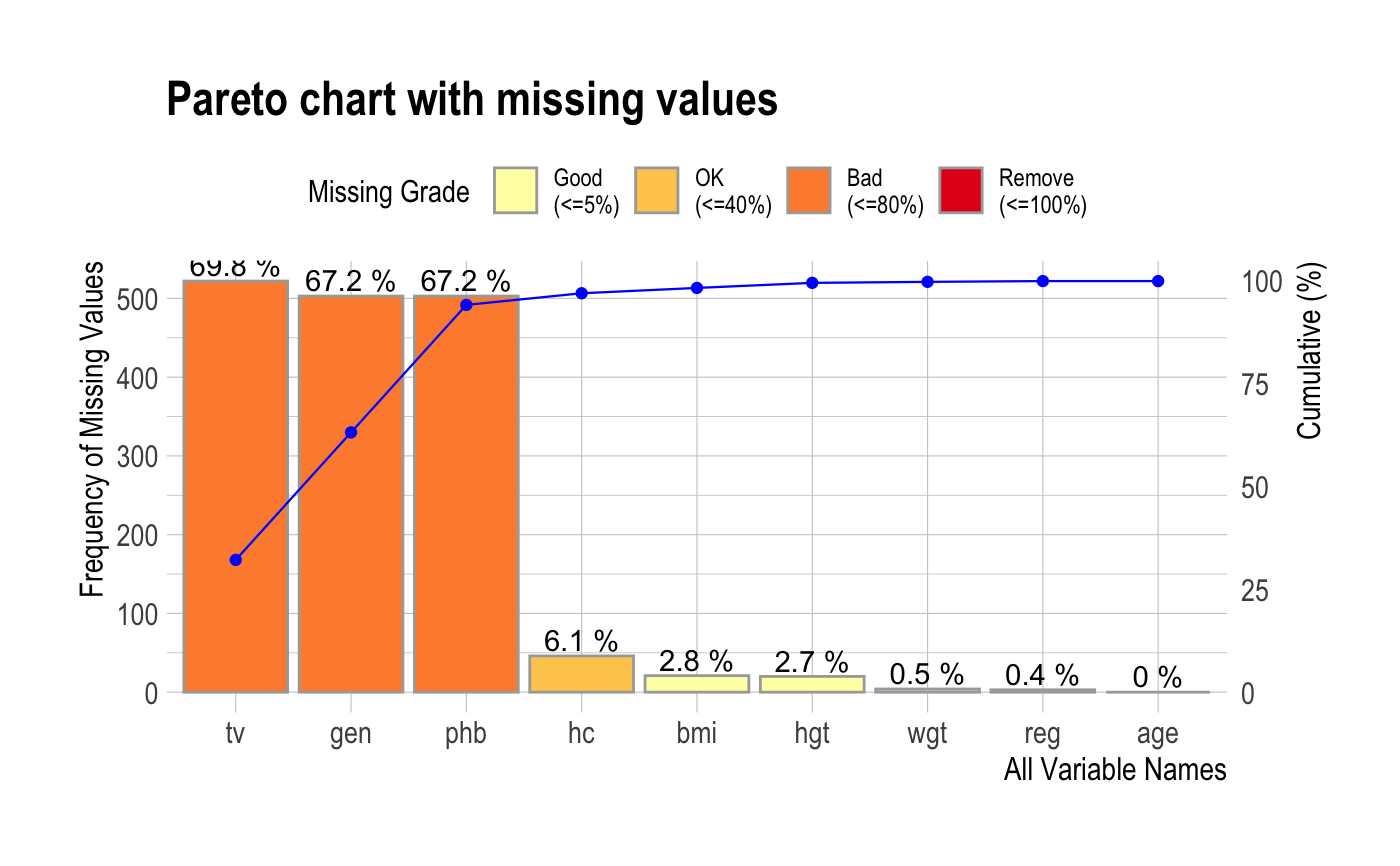 Pareto chart with missing values
Missing Grade
Good
(<=5%)
OK
(<=40%)
Bad
(<=80%)
Remove
(<=100%)
Frequency of Missing Values
500
400
300
200
100
0
69.8 %
67.2 %
67.2 %
6.1 %
2.8 %
2.7 %
0.5 %
0.4 %
0 %
100
75
50
25
0
Cumulative (%)
tv
gen
phb
hc
bmi
hgt
wgt
reg
age
All Variable Names